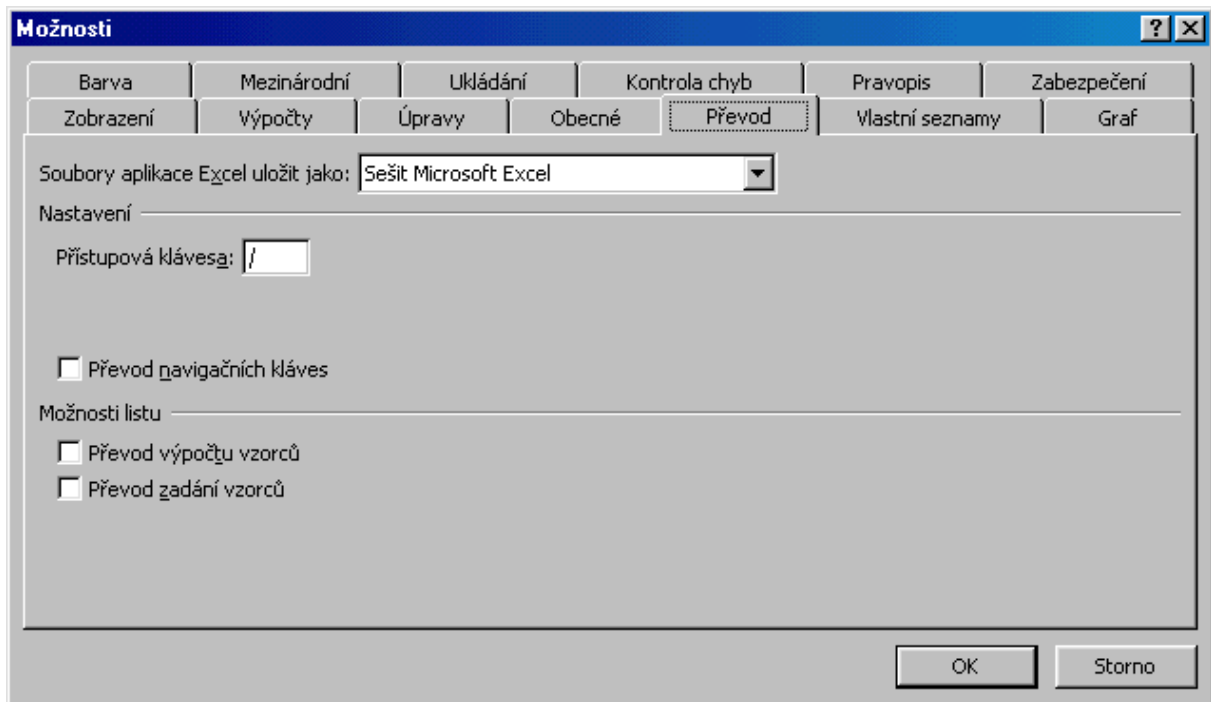 Možnosti
Barva Mezinárodní Ukládání Kontrola chyb Pravopis Zabezpečení
Zobrazení Výpočty Úpravy Obecné Převod Vlastní seznamy Graf
Soubory aplikace Excel uložit jako: Sešit Microsoft Excel
Nastavení
Přístupová klávesa: /
Převod navigačních kláves
Možnosti listu
Převod výpočtu vzorců
Převod zadání vzorců
OK Storno